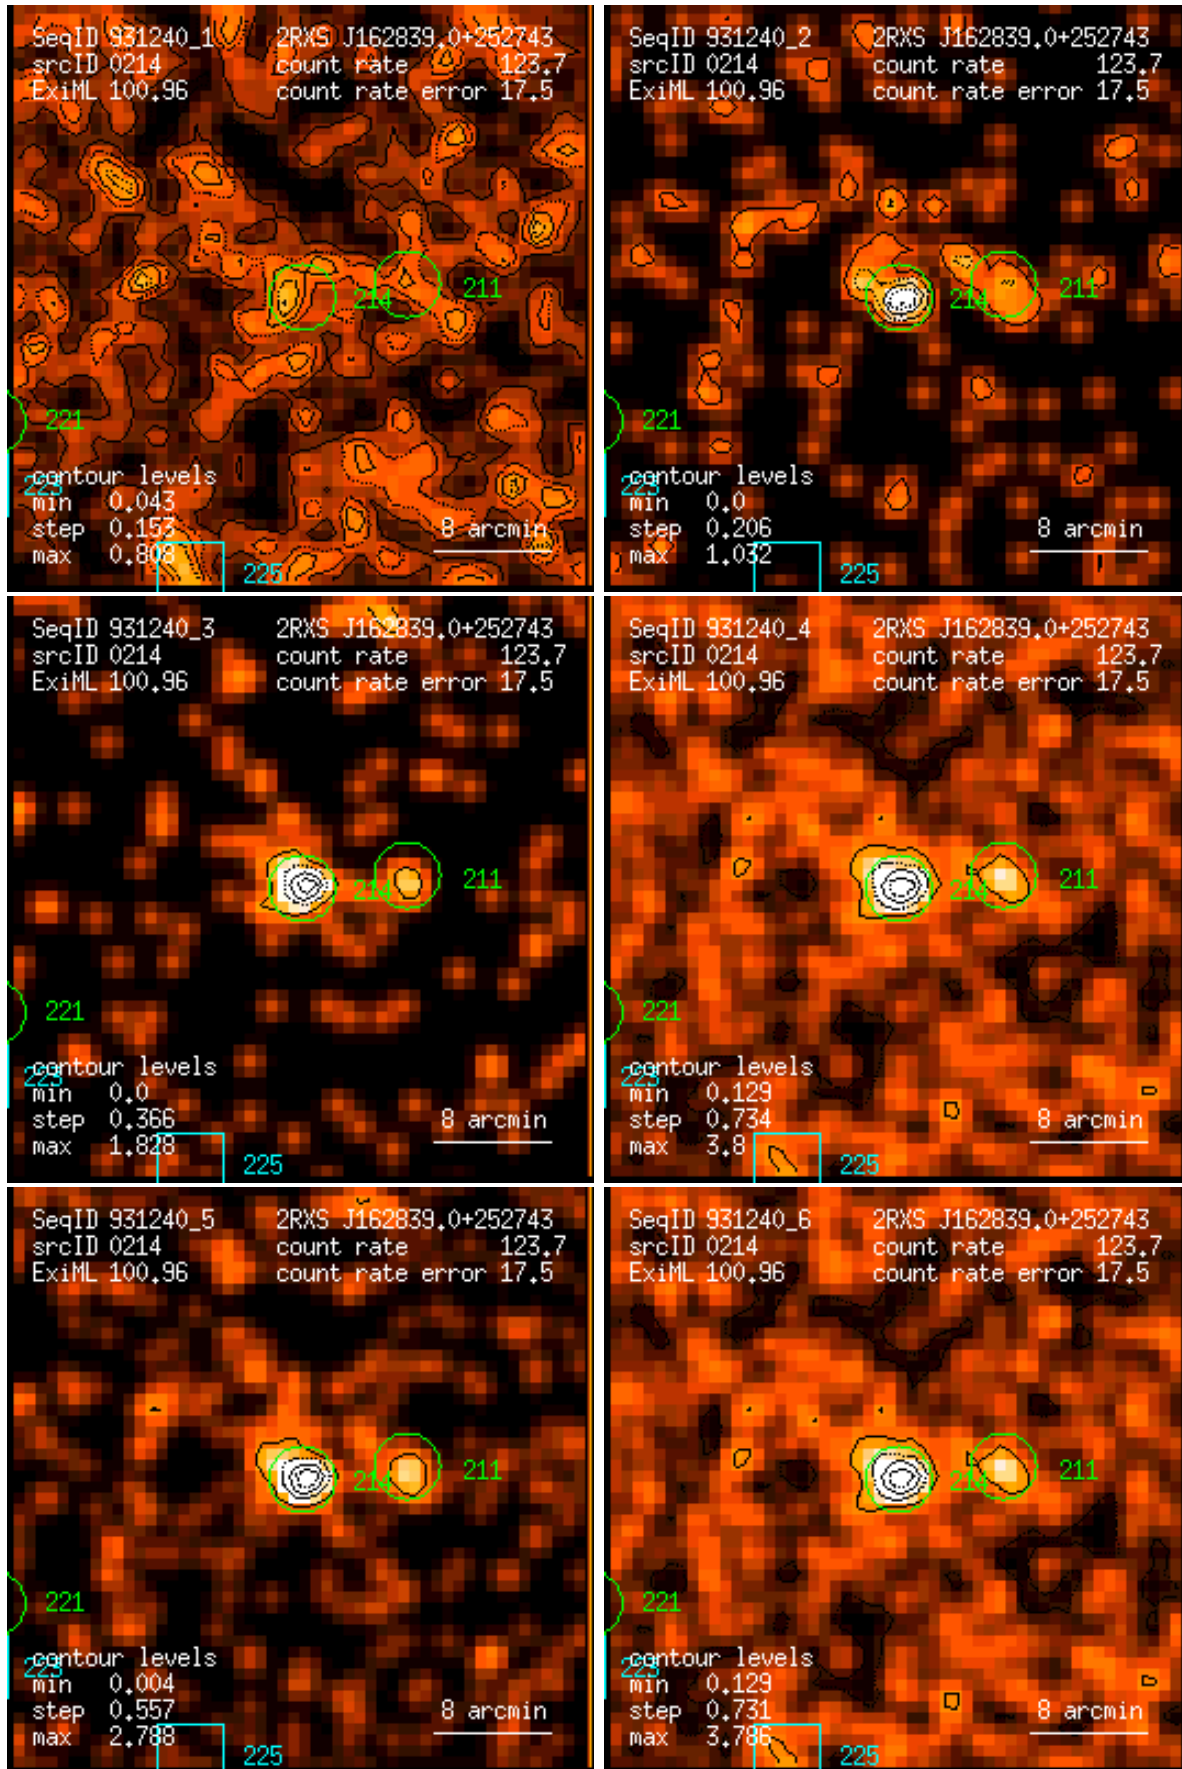 SeqID 931240_1 2RXS J162839.0+252743
srcID 0214 count rate 123.7
ExiML 100.96 count rate error 17.5
214 211
221
contour levels
223
min 0.043
step 0.153 8 arcmin
max 0.808
225
SeqID 931240_2 2RXS J162839.0+252743
srcID 0214 count rate 123.7
ExiML 100.96 count rate error 17.5
214 211
221
contour levels
223
min 0.0
step 0.206 8 arcmin
max 1.032
225
SeqID 931240_3 2RXS J162839.0+252743
srcID 0214 count rate 123.7
ExiML 100.96 count rate error 17.5
214 211
221
contour levels
223
min 0.0
step 0.366 8 arcmin
max 1.828
225
SeqID 931240_4 2RXS J162839.0+252743
srcID 0214 count rate 123.7
ExiML 100.96 count rate error 17.5
214 211
221
contour levels
223
min 0.129
step 0.734 8 arcmin
max 3.8
225
SeqID 931240_5 2RXS J162839.0+252743
srcID 0214 count rate 123.7
ExiML 100.96 count rate error 17.5
214 211
221
contour levels
223
min 0.004
step 0.557 8 arcmin
max 2.788
225
SeqID 931240_6 2RXS J162839.0+252743
srcID 0214 count rate 123.7
ExiML 100.96 count rate error 17.5
214 211
221
contour levels
223
min 0.129
step 0.731 8 arcmin
max 3.786
225